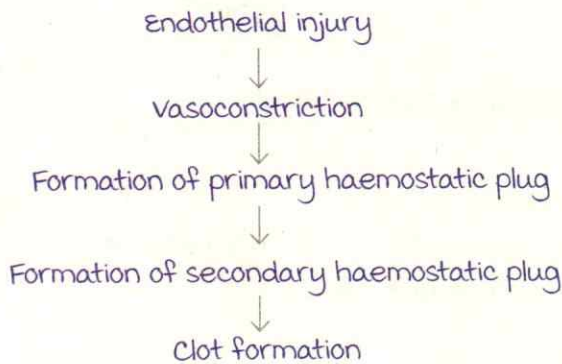 Endothelial injury
Vasoconstriction
Formation of primary haemostatic plug
Formation of secondary haemostatic plug
Clot formation